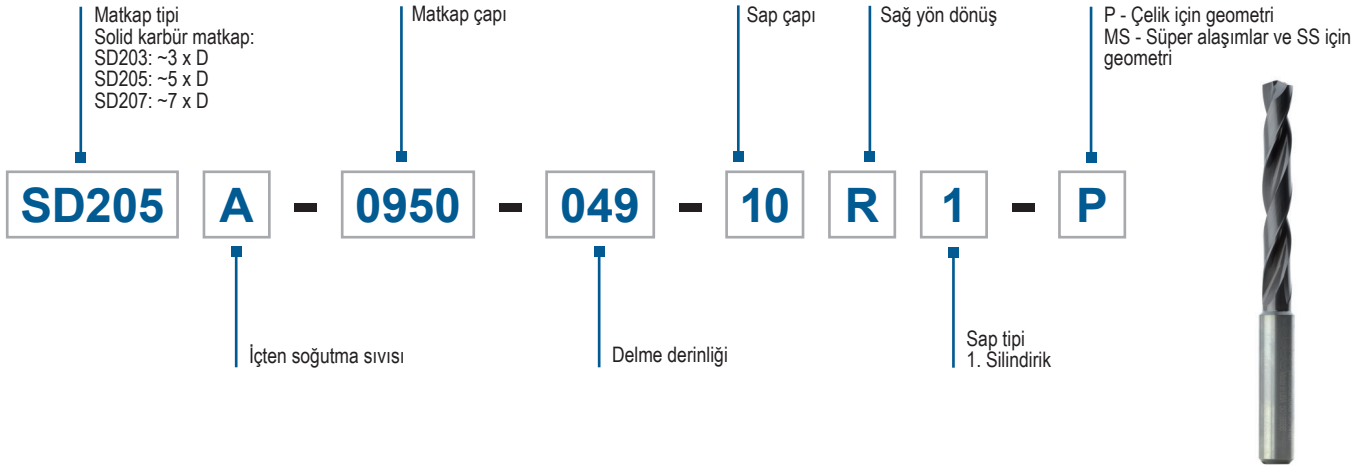 Matkap tipi
Solid karbür matkap:
SD203: ~3 x D
SD205: ~5 x D
SD207: ~7 x D
Matkap çapı
Sap çapı
Sağ yön dönüş
P - Çelik için geometri
MS - Süper alaşımlar ve SS için
geometri
SD205 A - 0950 - 049 - 10 R 1 - P
İçten soğutma sıvısı
Delme derinliği
Sap tipi
1. Silindirik